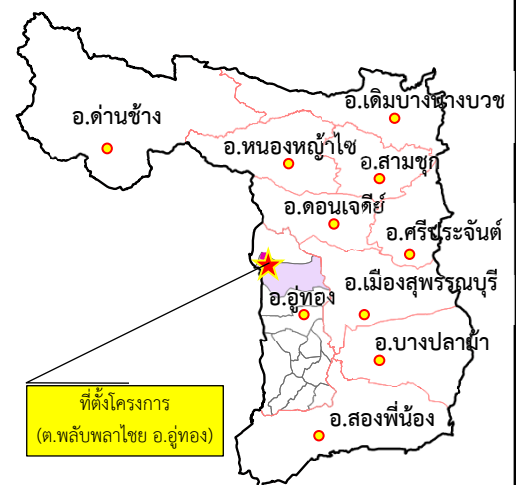 อ.เดิมบางนางบวช
อ.ด่านช้าง
อ.หนองหญ้าไซ
อ.สามชุก
อ.ดอนเจดีย์
อ.ศรีประจันต์
อ.อู่ทอง
อ.เมืองสุพรรณบุรี
อ.บางปลาม้า
ที่ตั้งโครงการ
(ต.พลับพลาไชย อ.อู่ทอง)
อ.สองพี่น้อง